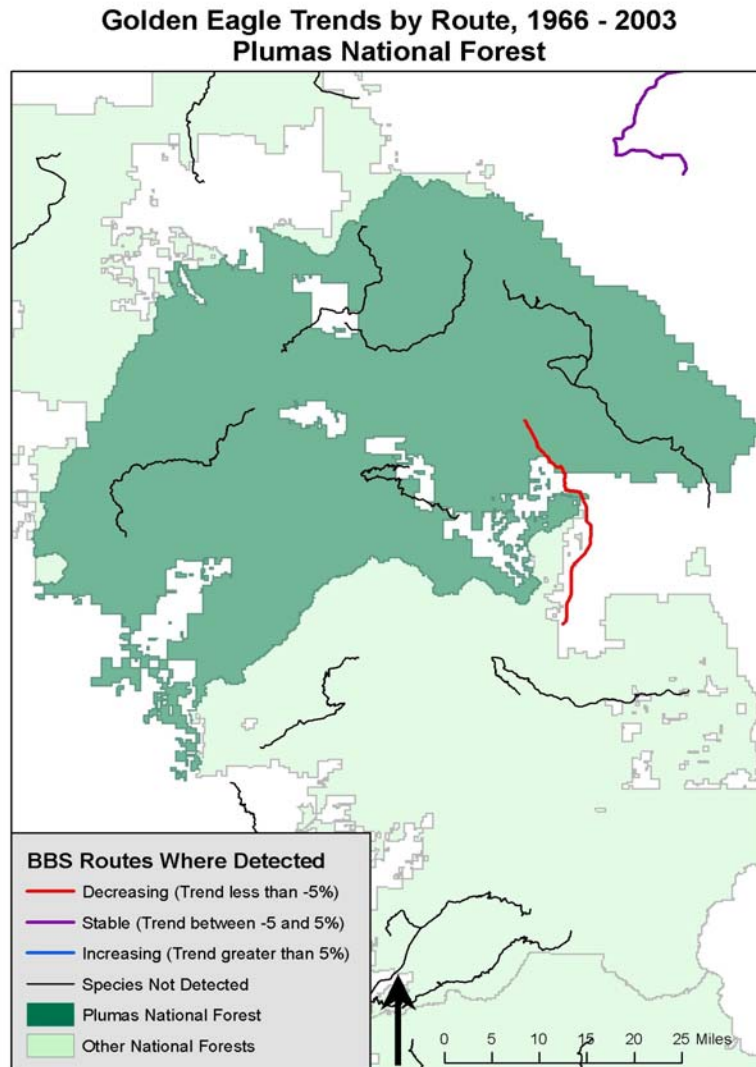 Golden Eagle Trends by Route, 1966 - 2003
Plumas National Forest
BBS Routes Where Detected
Decreasing (Trend less than -5%)
Stable (Trend between -5 and 5%)
Increasing (Trend greater than 5%)
Species Not Detected
Plumas National Forest
Other National Forests
0 5 10 15 20 25 Miles